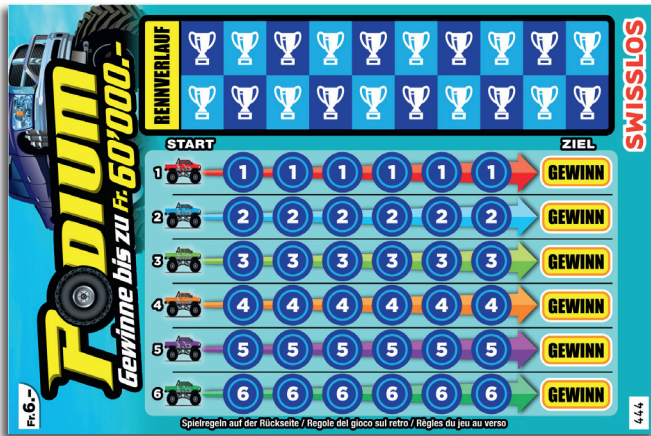 Fr.6.–
PODIUM
Gewinne bis zu Fr. 60'000.–
RENNVERLAUF
SWISSLOS
START ZIEL
1 1 1 1 1 1 1 GEWINN
2 2 2 2 2 2 2 GEWINN
3 3 3 3 3 3 3 GEWINN
4 4 4 4 4 4 4 GEWINN
5 5 5 5 5 5 5 GEWINN
6 6 6 6 6 6 6 GEWINN
Spielregeln auf der Rückseite / Regole del gioco sul retro / Règles du jeu au verso
444